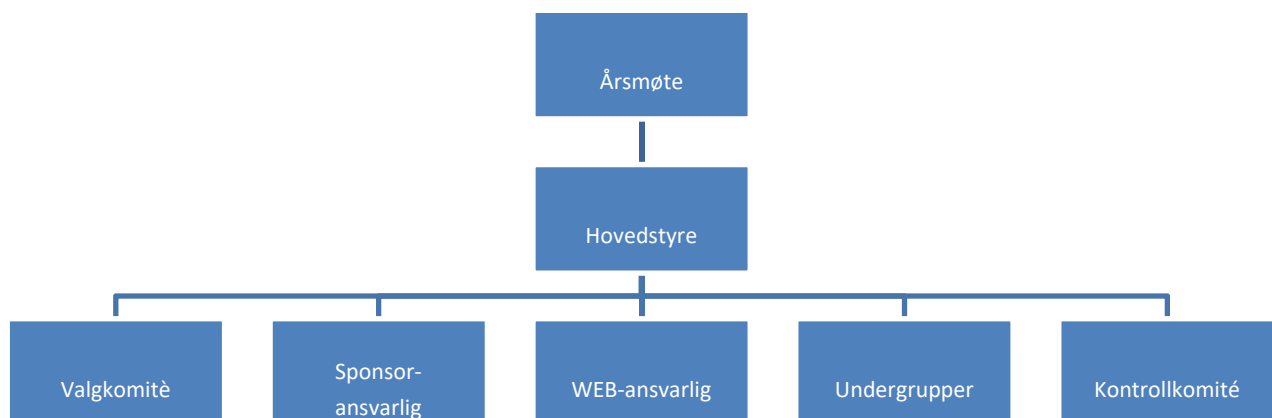 Årsmøte
Hovedstyre
Valgkomitè
Sponsor-
ansvarlig
WEB-ansvarlig
Undergrupper
Kontrollkomité